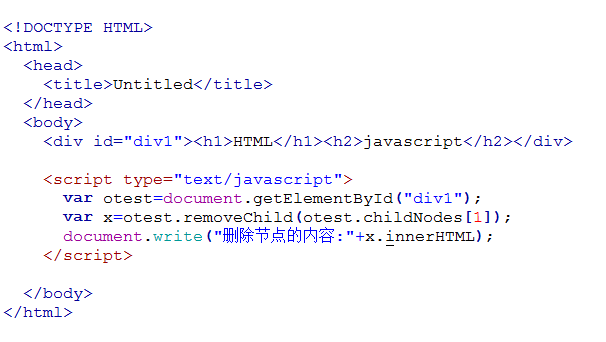 <!DOCTYPE HTML>
<html>
  <head>
    <title>Untitled</title>
  </head>
  <body>
    <div id="div1"><h1>HTML</h1><h2>javascript</h2></div>
    <script type="text/javascript">
      var otest=document.getElementById("div1");
      var x=otest.removeChild(otest.childNodes[1]);
      document.write("删除节点的内容:"+x.innerHTML);
    </script>
  </body>
</html>